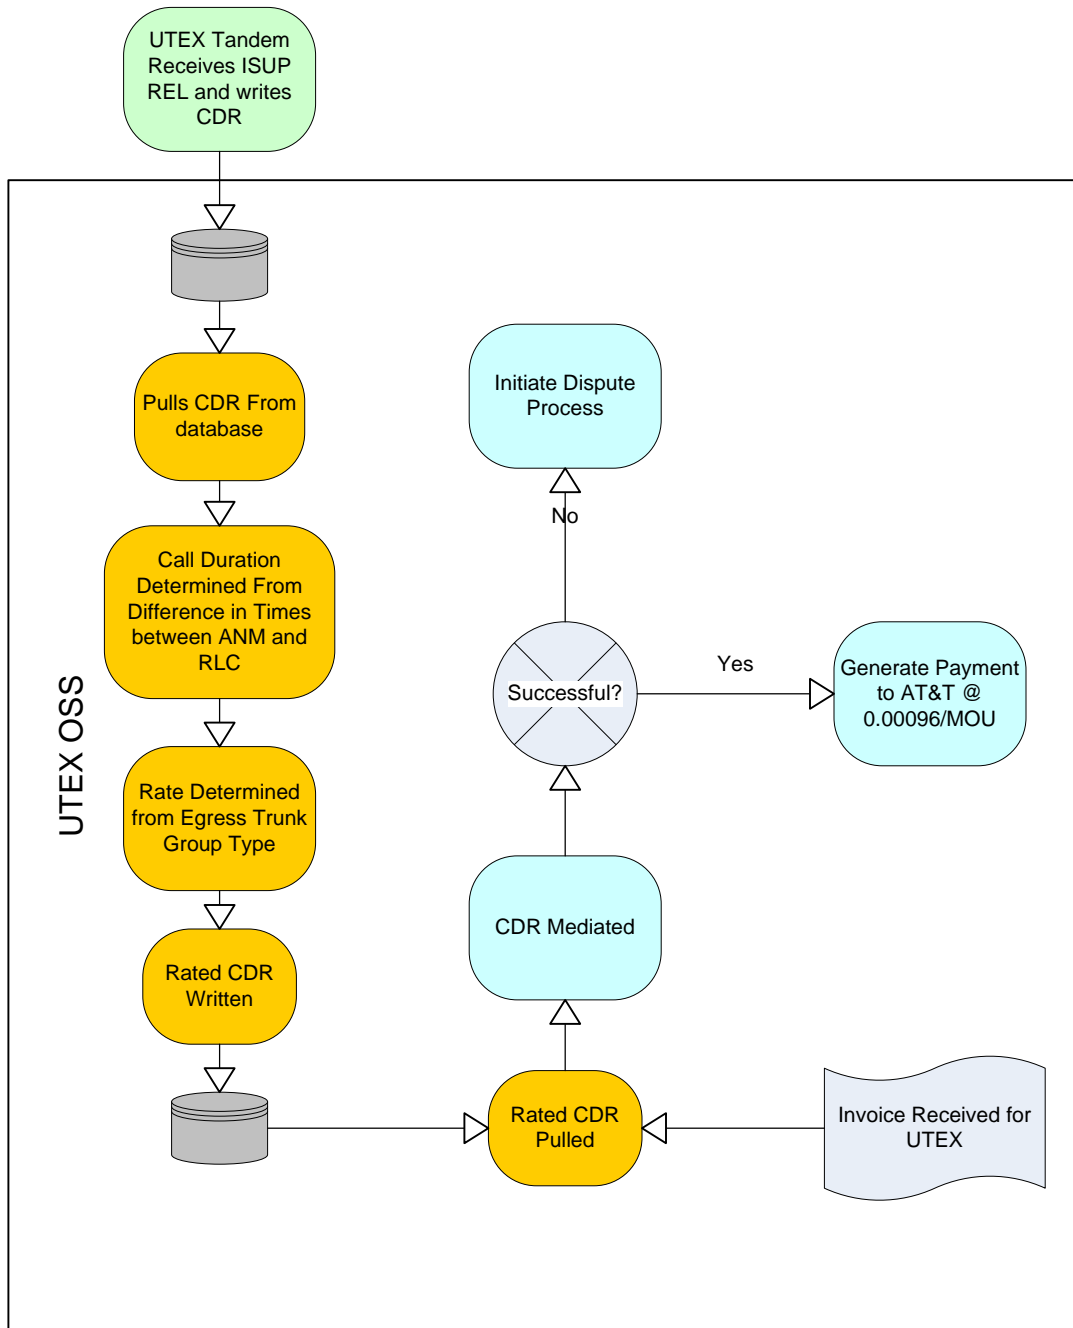 UTEX Tandem
Receives ISUP
REL and writes
CDR
Pulls CDR From
database
Call Duration
Determined From
Difference in Times
between ANM and
RLC
Rate Determined
from Egress Trunk
Group Type
Rated CDR
Written
UTEX OSS
Initiate Dispute
Process
No
Successful?
Yes
Generate Payment
to AT&T @
0.00096/MOU
CDR Mediated
Rated CDR
Pulled
Invoice Received for
UTEX